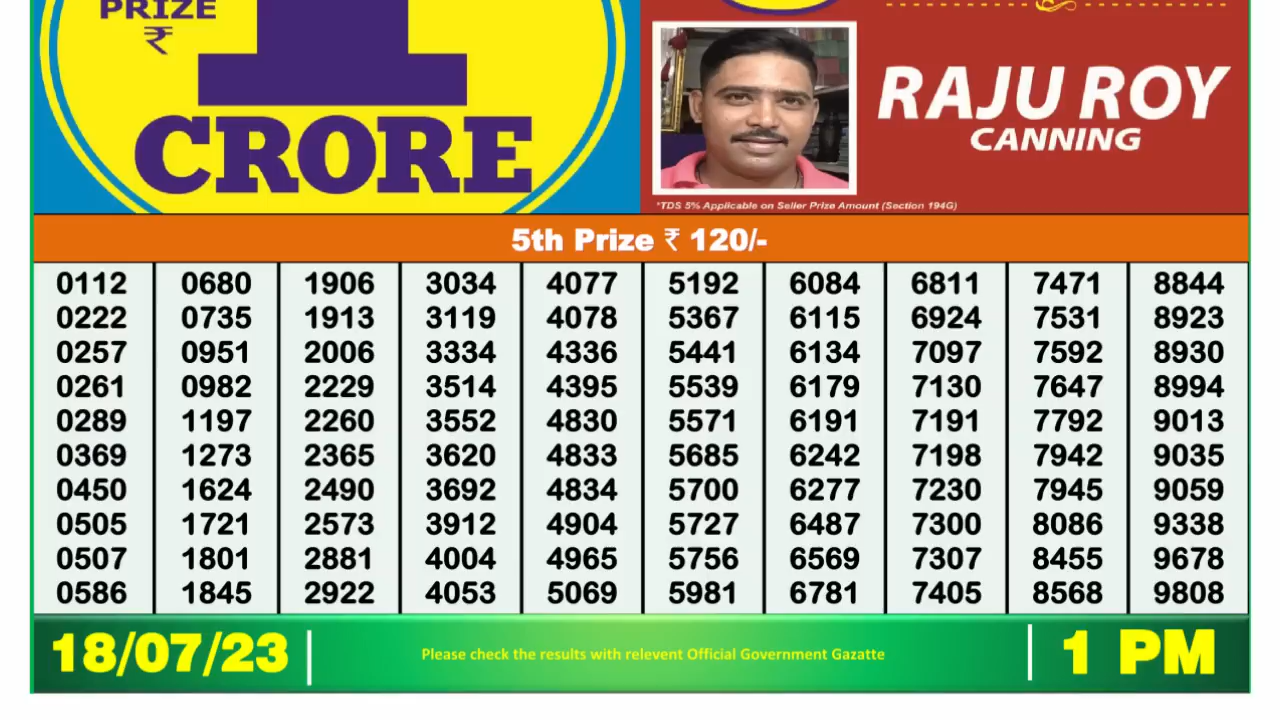 PRIZE
₹
1
CRORE
RAJU ROY
CANNING
*TDS 5% Applicable on Seller Prize Amount (Section 194G)
5th Prize ₹ 120/-
0112 0680 1906 3034 4077 5192 6084 6811 7471 8844
0222 0735 1913 3119 4078 5367 6115 6924 7531 8923
0257 0951 2006 3334 4336 5441 6134 7097 7592 8930
0261 0982 2229 3514 4395 5539 6179 7130 7647 8994
0289 1197 2260 3552 4830 5571 6191 7191 7792 9013
0369 1273 2365 3620 4833 5685 6242 7198 7942 9035
0450 1624 2490 3692 4834 5700 6277 7230 7945 9059
0505 1721 2573 3912 4904 5727 6487 7300 8086 9338
0507 1801 2881 4004 4965 5756 6569 7307 8455 9678
0586 1845 2922 4053 5069 5981 6781 7405 8568 9808
18/07/23
Please check the results with relevent Official Government Gazatte
1 PM